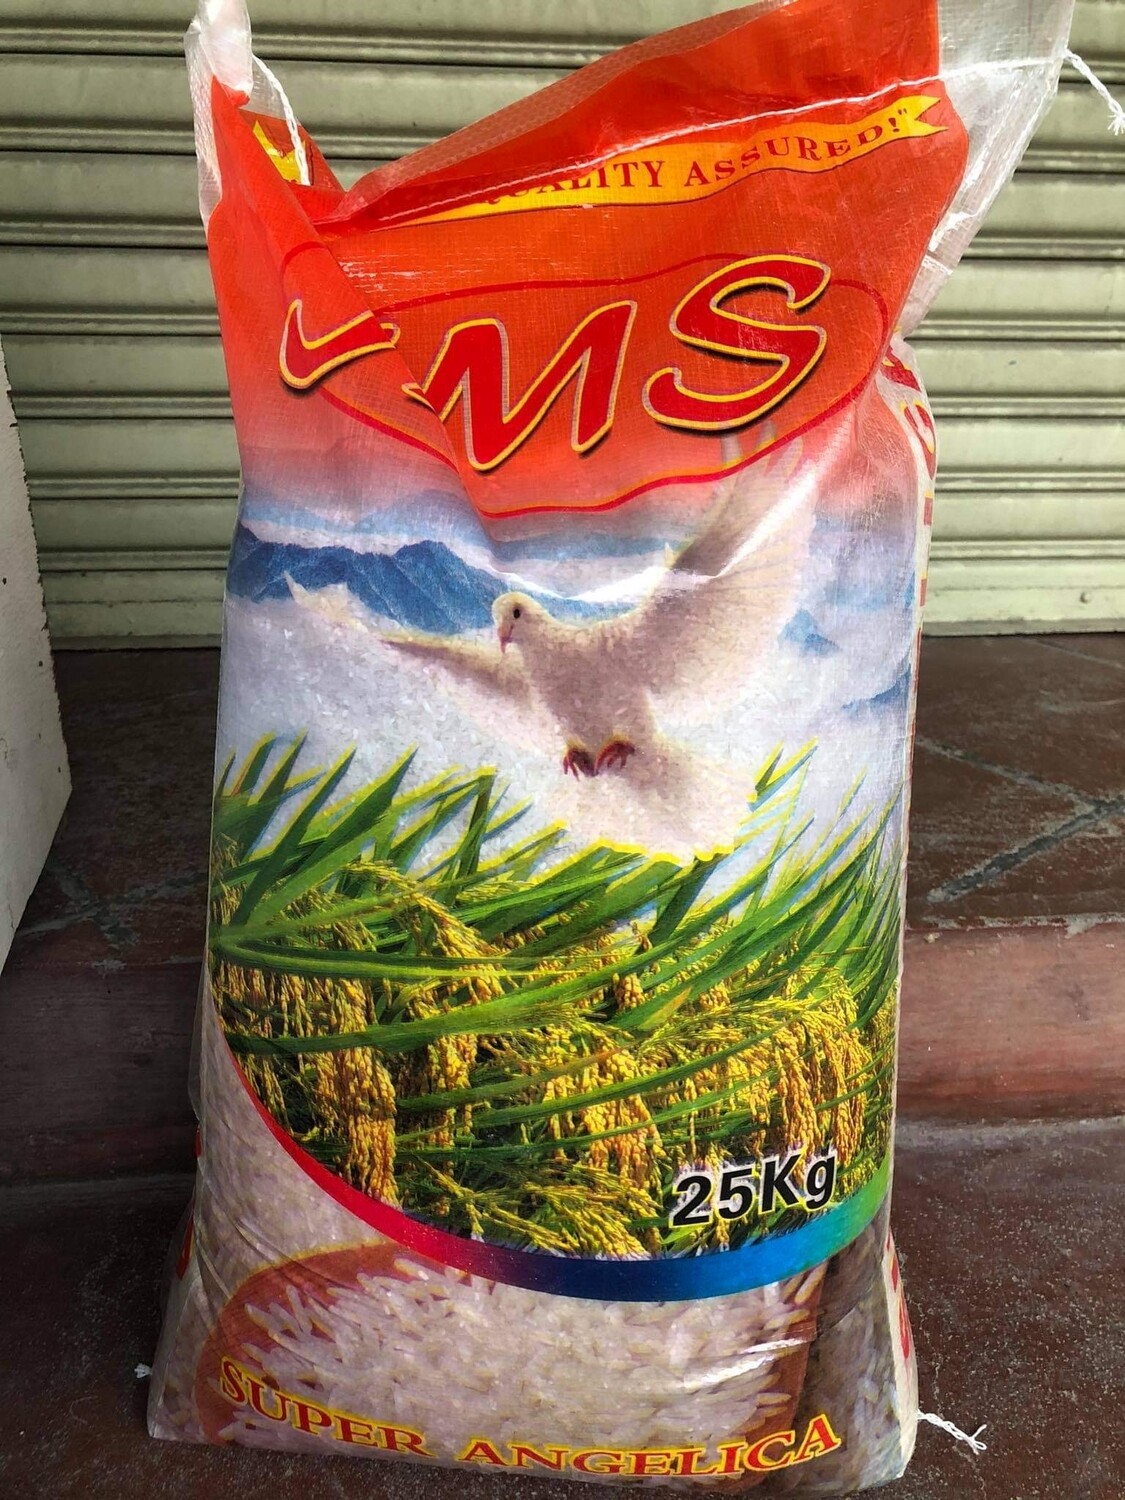 QUALITY ASSURED!"
MS
25Kg
SUPER ANGELICA